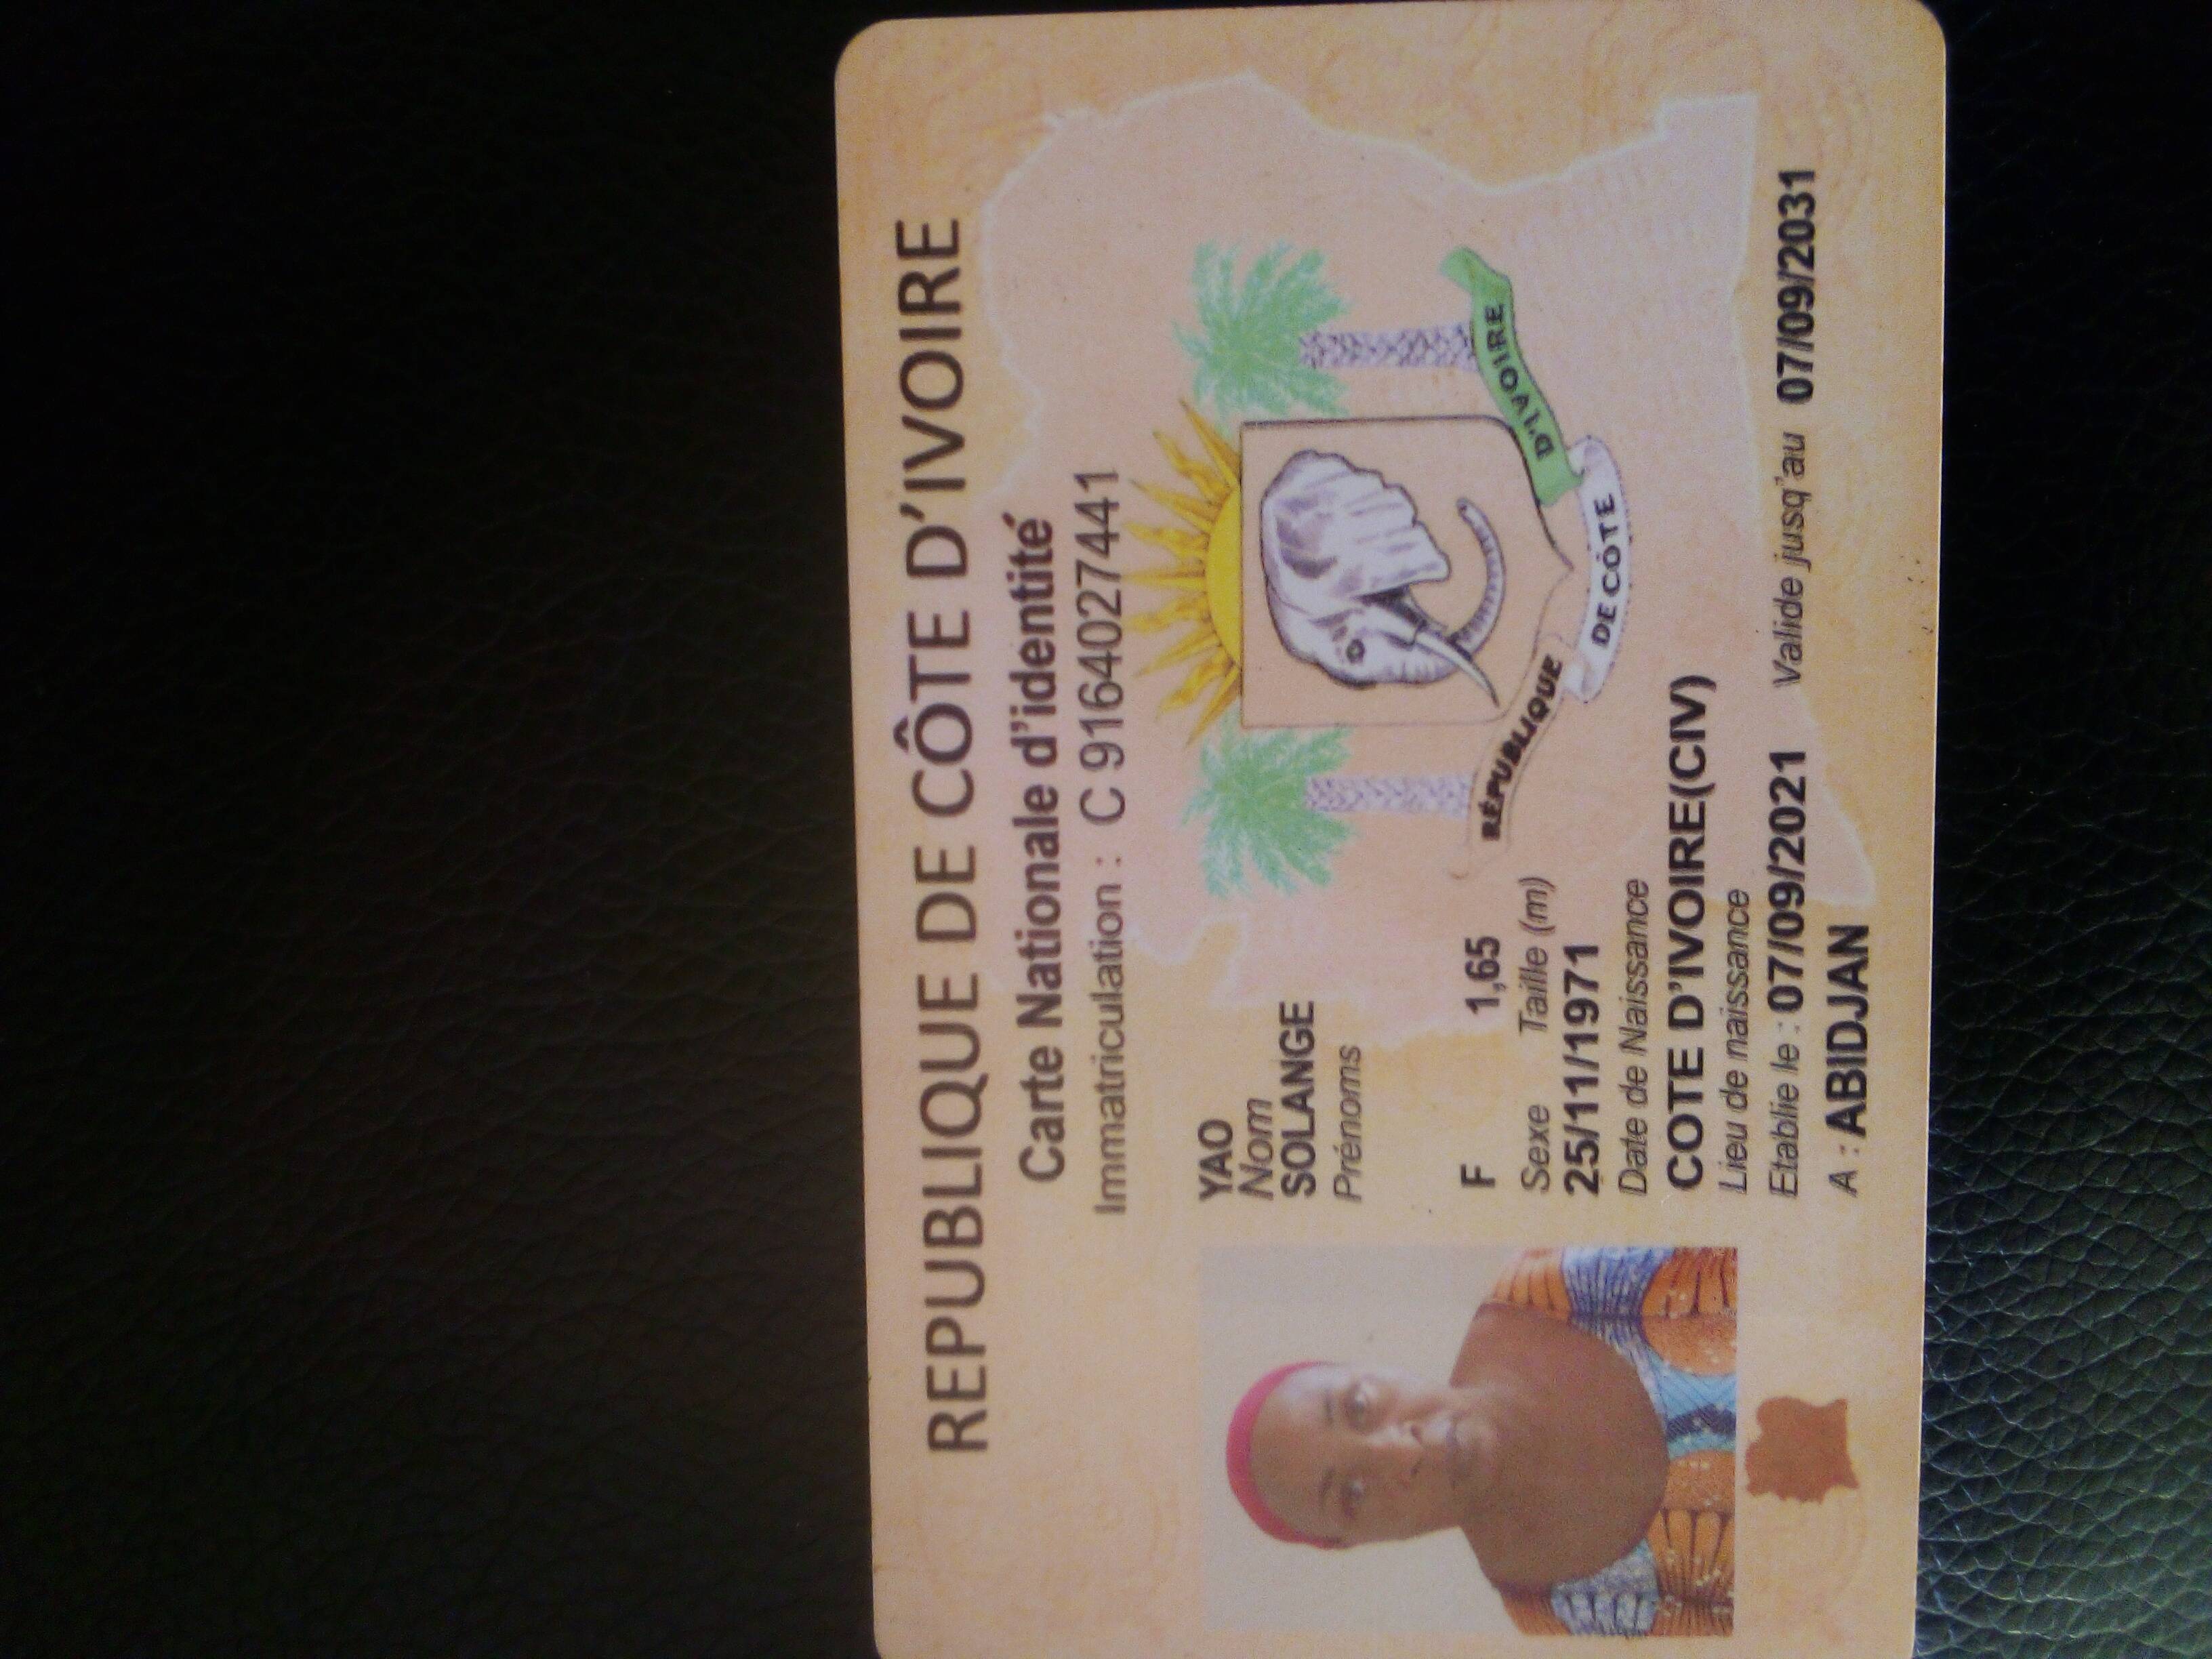 REPUBLIQUE DE CÔTE D'IVOIRE
Carte Nationale d'identité
Immatriculation : C 91640274 41
YAO
Nom
SOLANGE
Prénoms
F 1,65
Sexe Taille (m)
25/11/1971
Date de Naissance
COTE D'IVOIRE(CIV)
Lieu de naissance
Etablie le : 07/09/2021 Valide jusq'au 07/09/2031
A : ABIDJAN
RÉPUBLIQUE DE CÔTE D'IVOIRE